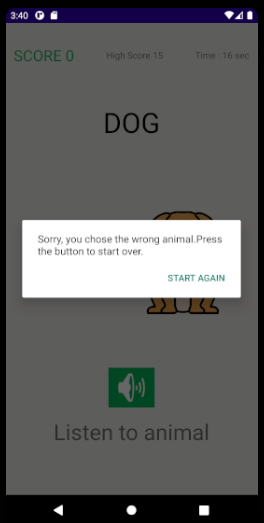 3:40
SCORE 0 High Score 15 Time : 16 sec
DOG
Sorry, you chose the wrong animal.Press
the button to start over.
START AGAIN
Listen to animal